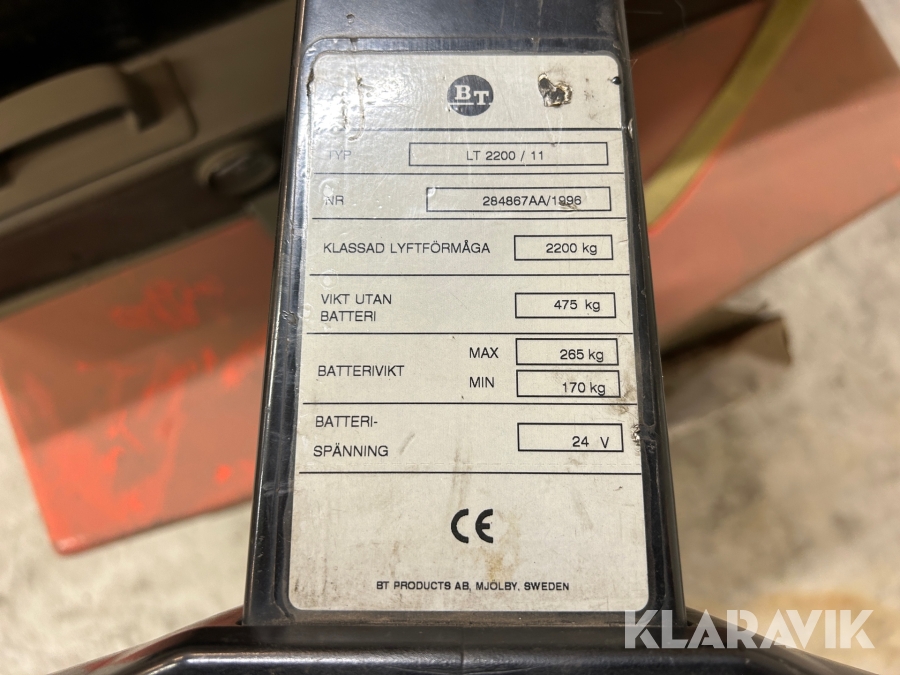 BT
TYP LT 2200 / 11
NR 284867AA/1996
KLASSAD LYFTFÖRMÅGA 2200 kg
VIKT UTAN
BATTERI 475 kg
BATTERIVIKT MAX 265 kg
MIN 170 kg
BATTERI-
SPÄNNING 24 V
CE
BT PRODUCTS AB, MJÖLBY, SWEDEN
KLARAVIK